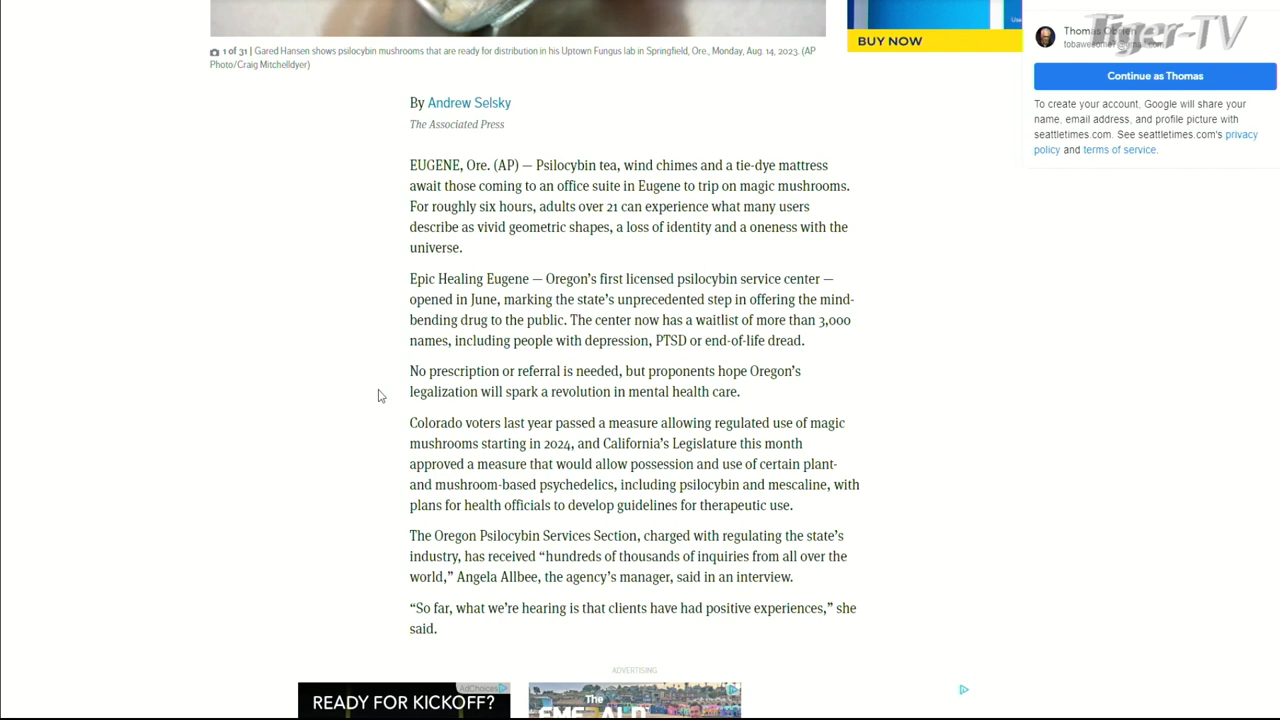 Use
BUY NOW
1 of 31 | Gared Hansen shows psilocybin mushrooms that are ready for distribution in his Uptown Fungus lab in Springfield, Ore., Monday, Aug. 14, 2023. (AP
Photo/Craig Mitchelldyer)
Tiger-TV
Continue as Thomas
To create your account, Google will share your
name, email address, and profile picture with
seattletimes.com. See seattletimes.com's privacy
policy and terms of service.
By Andrew Selsky
The Associated Press
EUGENE, Ore. (AP) — Psilocybin tea, wind chimes and a tie-dye mattress
await those coming to an office suite in Eugene to trip on magic mushrooms.
For roughly six hours, adults over 21 can experience what many users
describe as vivid geometric shapes, a loss of identity and a oneness with the
universe.
Epic Healing Eugene — Oregon's first licensed psilocybin service center —
opened in June, marking the state's unprecedented step in offering the mind-
bending drug to the public. The center now has a waitlist of more than 3,000
names, including people with depression, PTSD or end-of-life dread.
No prescription or referral is needed, but proponents hope Oregon's
legalization will spark a revolution in mental health care.
Colorado voters last year passed a measure allowing regulated use of magic
mushrooms starting in 2024, and California's Legislature this month
approved a measure that would allow possession and use of certain plant-
and mushroom-based psychedelics, including psilocybin and mescaline, with
plans for health officials to develop guidelines for therapeutic use.
The Oregon Psilocybin Services Section, charged with regulating the state's
industry, has received “hundreds of thousands of inquiries from all over the
world,” Angela Allbee, the agency's manager, said in an interview.
“So far, what we're hearing is that clients have had positive experiences,” she
said.
ADVERTISING
AdChoices
READY FOR KICKOFF?
The
EMERALD